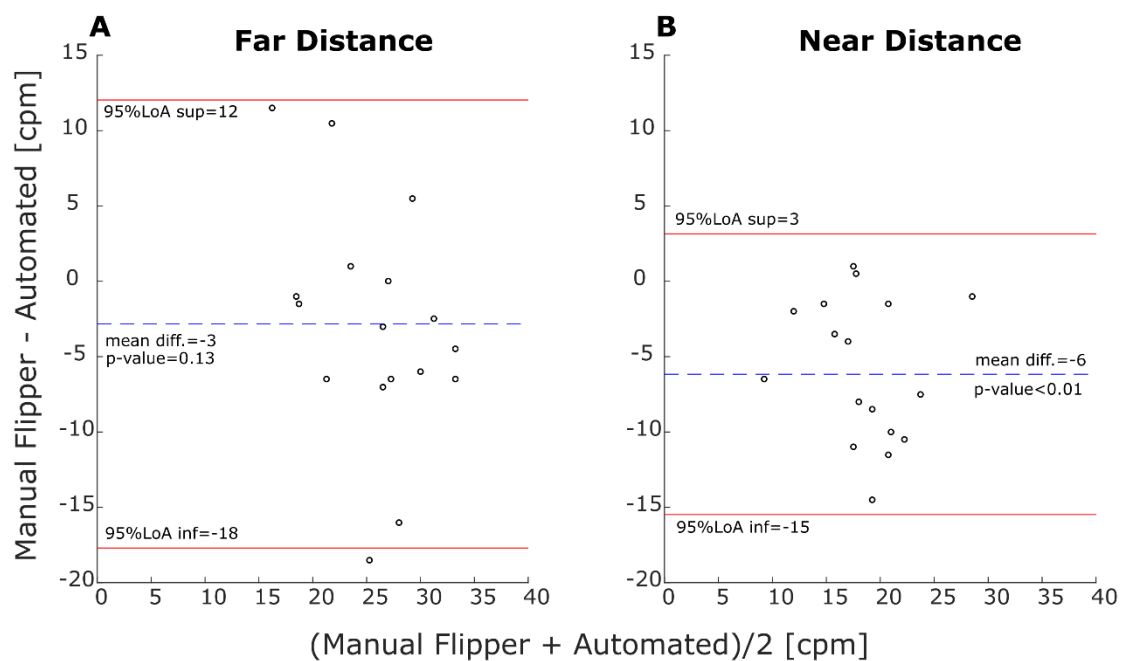 A
Far Distance
B
Near Distance
Manual Flipper - Automated [cpm]
15
10
5
0
-5
-10
-15
-20
95%LoA sup=12
mean diff.=-3
p-value=0.13
95%LoA inf=-18
0 5 10 15 20 25 30 35 40
15
10
5
0
-5
-10
-15
-20
95%LoA sup=3
mean diff.=-6
p-value<0.01
95%LoA inf=-15
0 5 10 15 20 25 30 35 40
(Manual Flipper + Automated)/2 [cpm]